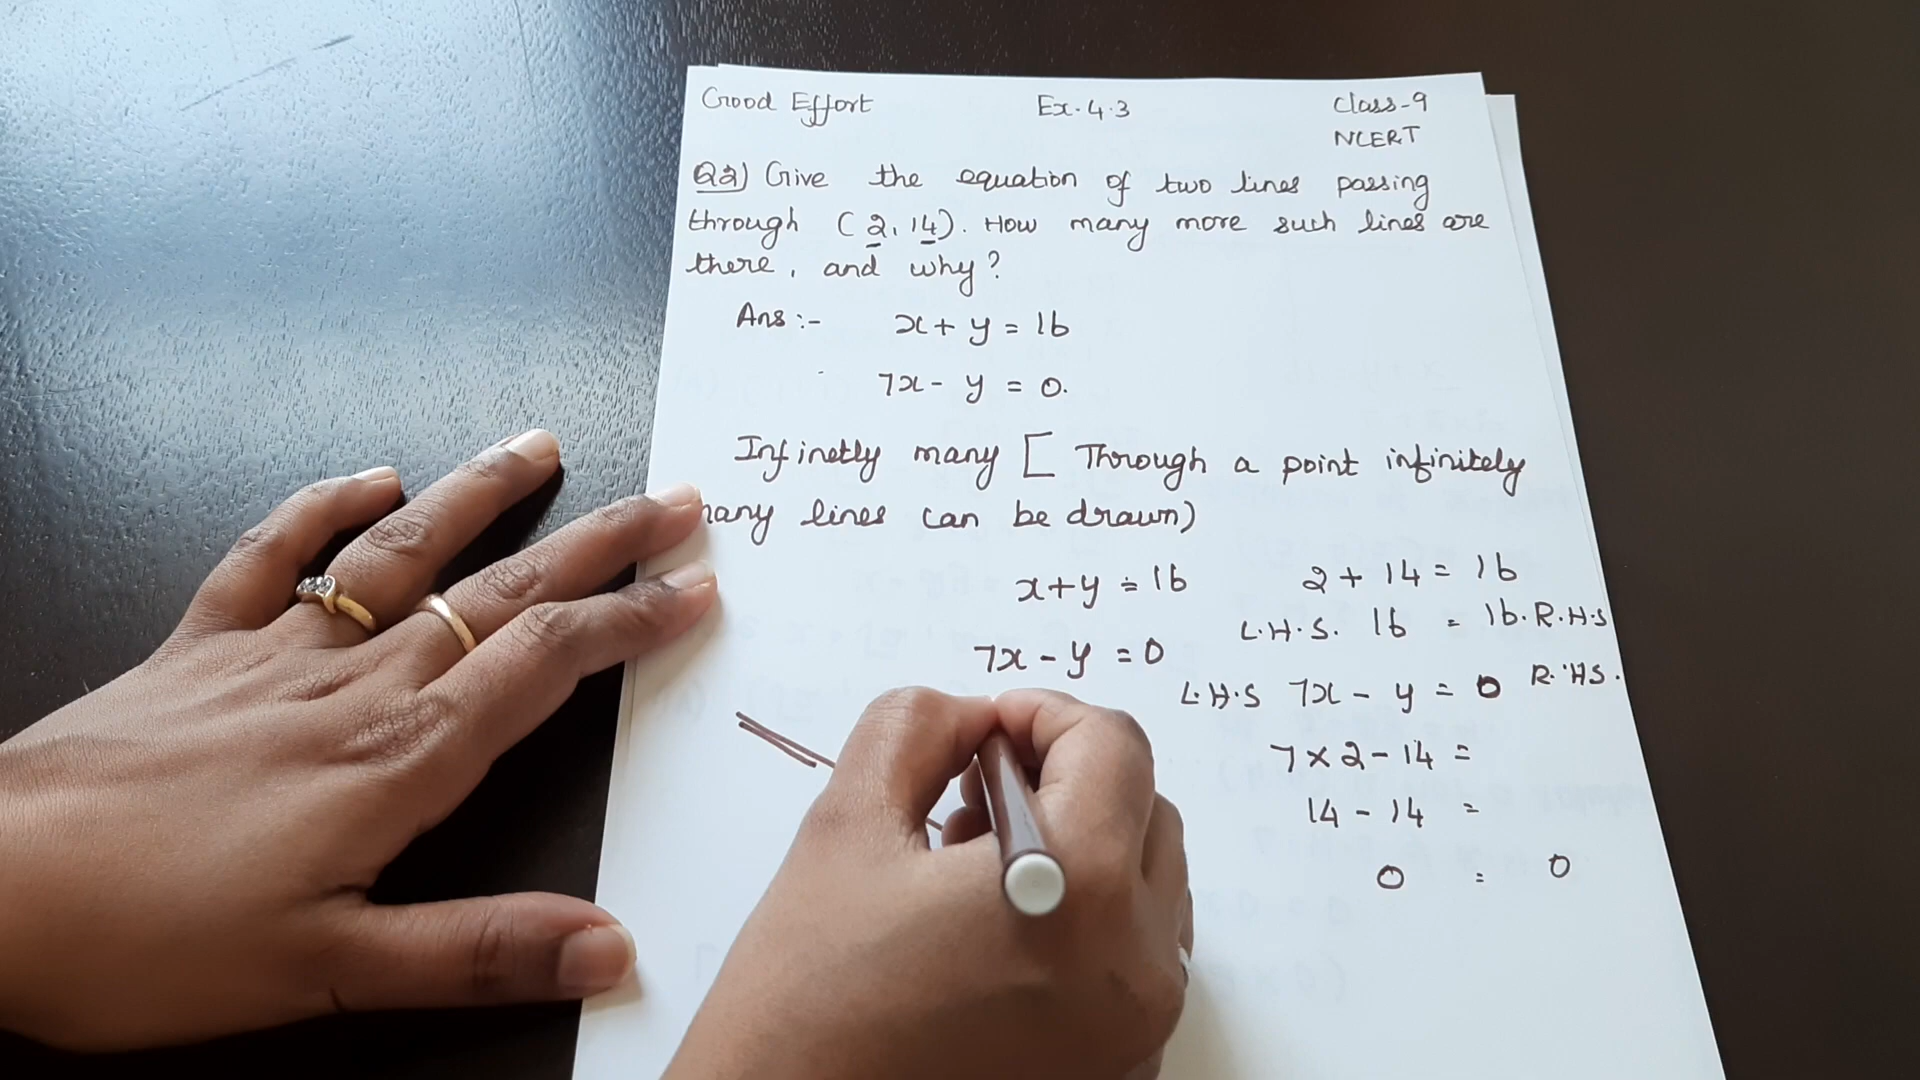 Good Effort Ex. 4.3 Class-9
NCERT
Q2) Give the equation of two lines passing
through (2, 14). How many more such lines are
there, and why?
Ans :- x + y = 16
7x - y = 0.
Infinetly many [ Through a point infinitely
many lines can be drawn)
x+y = 16
7x - y = 0
2 + 14 = 16
L.H.S. 16 = 16. R.H.S
L.H.S 7x - y = 0 R.HS.
7 x 2 - 14 =
14 - 14 =
0 = 0